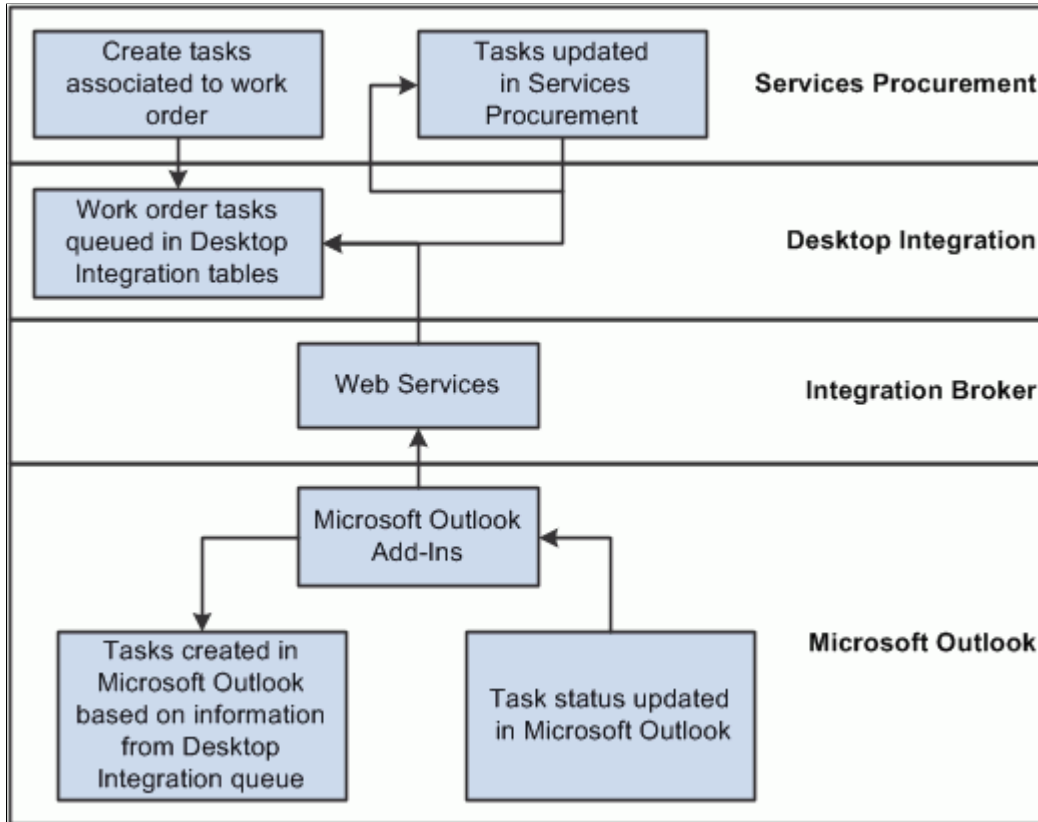 Create tasks
associated to work
order
Tasks updated
in Services
Procurement
Services Procurement
Work order tasks
queued in Desktop
Integration tables
Desktop Integration
Web Services
Integration Broker
Microsoft Outlook
Add-Ins
Tasks created in
Microsoft Outlook
based on information
from Desktop
Integration queue
Task status updated
in Microsoft Outlook
Microsoft Outlook